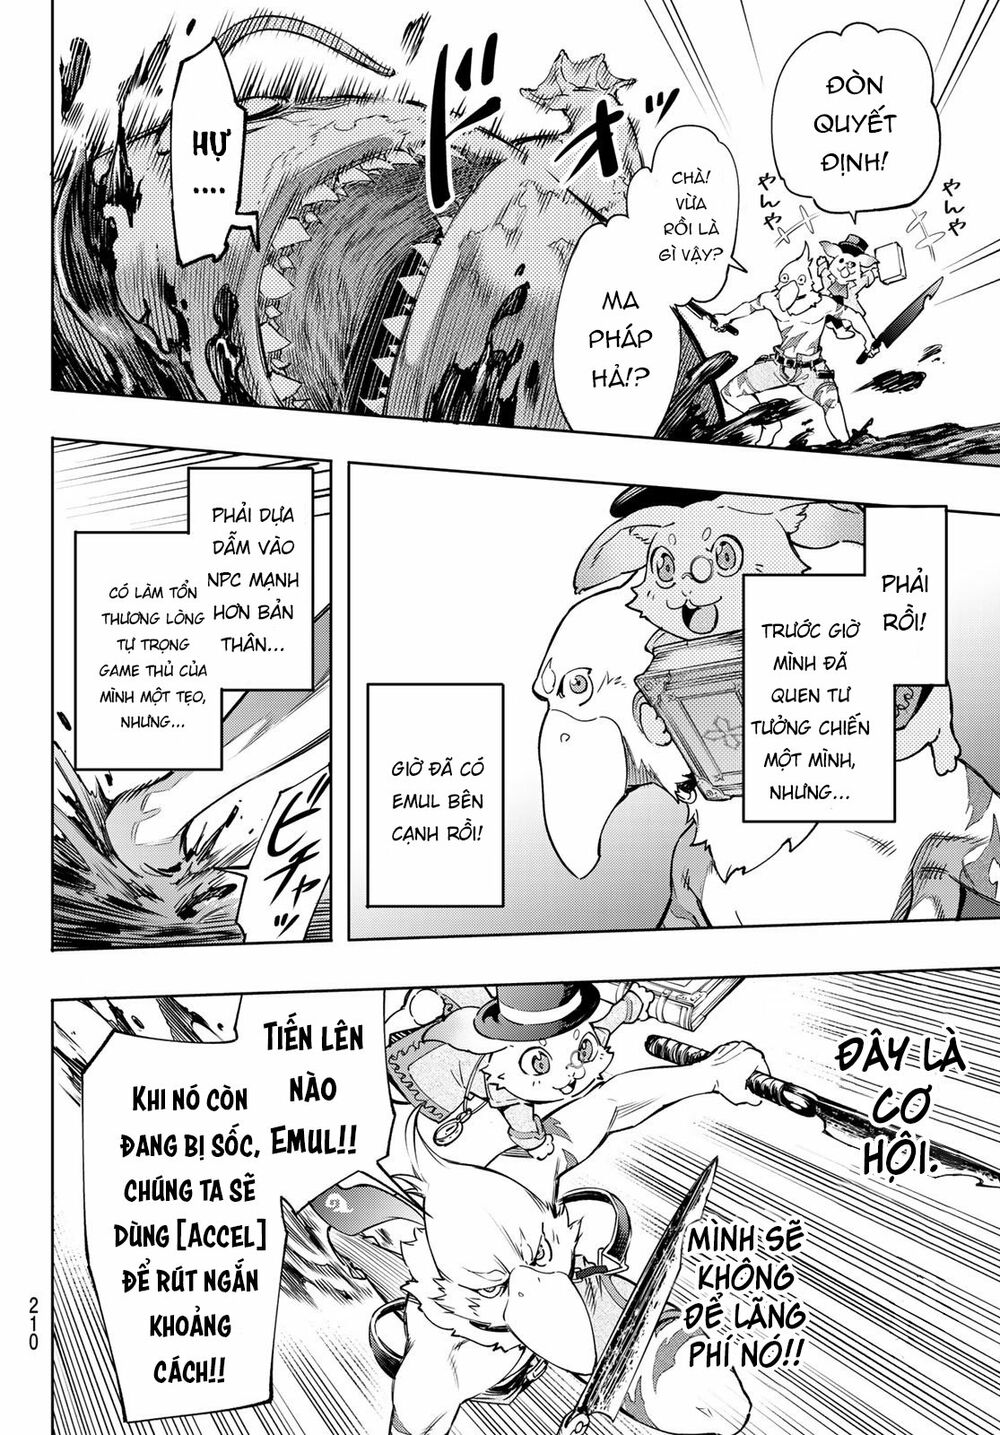 ĐÒN
QUYẾT
ĐỊNH!
やんや
やんや
CHÀ!
VỪA
RỒI LÀ
GÌ VẬY?
MA
PHÁP
HẢ!?
ドドッ
HỰ
....
PHẢI
RỒI!
TRƯỚC GIỜ
MÌNH ĐÃ
QUEN TƯ
TƯỞNG CHIẾN
MỘT MÌNH,
NHƯNG...
GIỜ ĐÃ CÓ
EMUL BÊN
CẠNH RỒI!
PHẢI DỰA
DẪM VÀO
NPC MẠNH
HƠN BẢN
THÂN...
CÓ LÀM TỔN
THƯƠNG LÒNG
TỰ TRỌNG
GAME THỦ CỦA
MÌNH MỘT TẸO,
NHƯNG...
ビチャッ
ĐÂY LÀ
CƠ
HỘI.
MÌNH SẼ
KHÔNG
ĐỂ LÃNG
PHÍ NÓ!!
TIẾN LÊN
NÀO
EMUL!!
KHI NÓ CÒN
ĐANG BỊ SỐC,
CHÚNG TA SẼ
DÙNG [ACCEL]
ĐỂ RÚT NGẮN
KHOẢNG
CÁCH!!
210